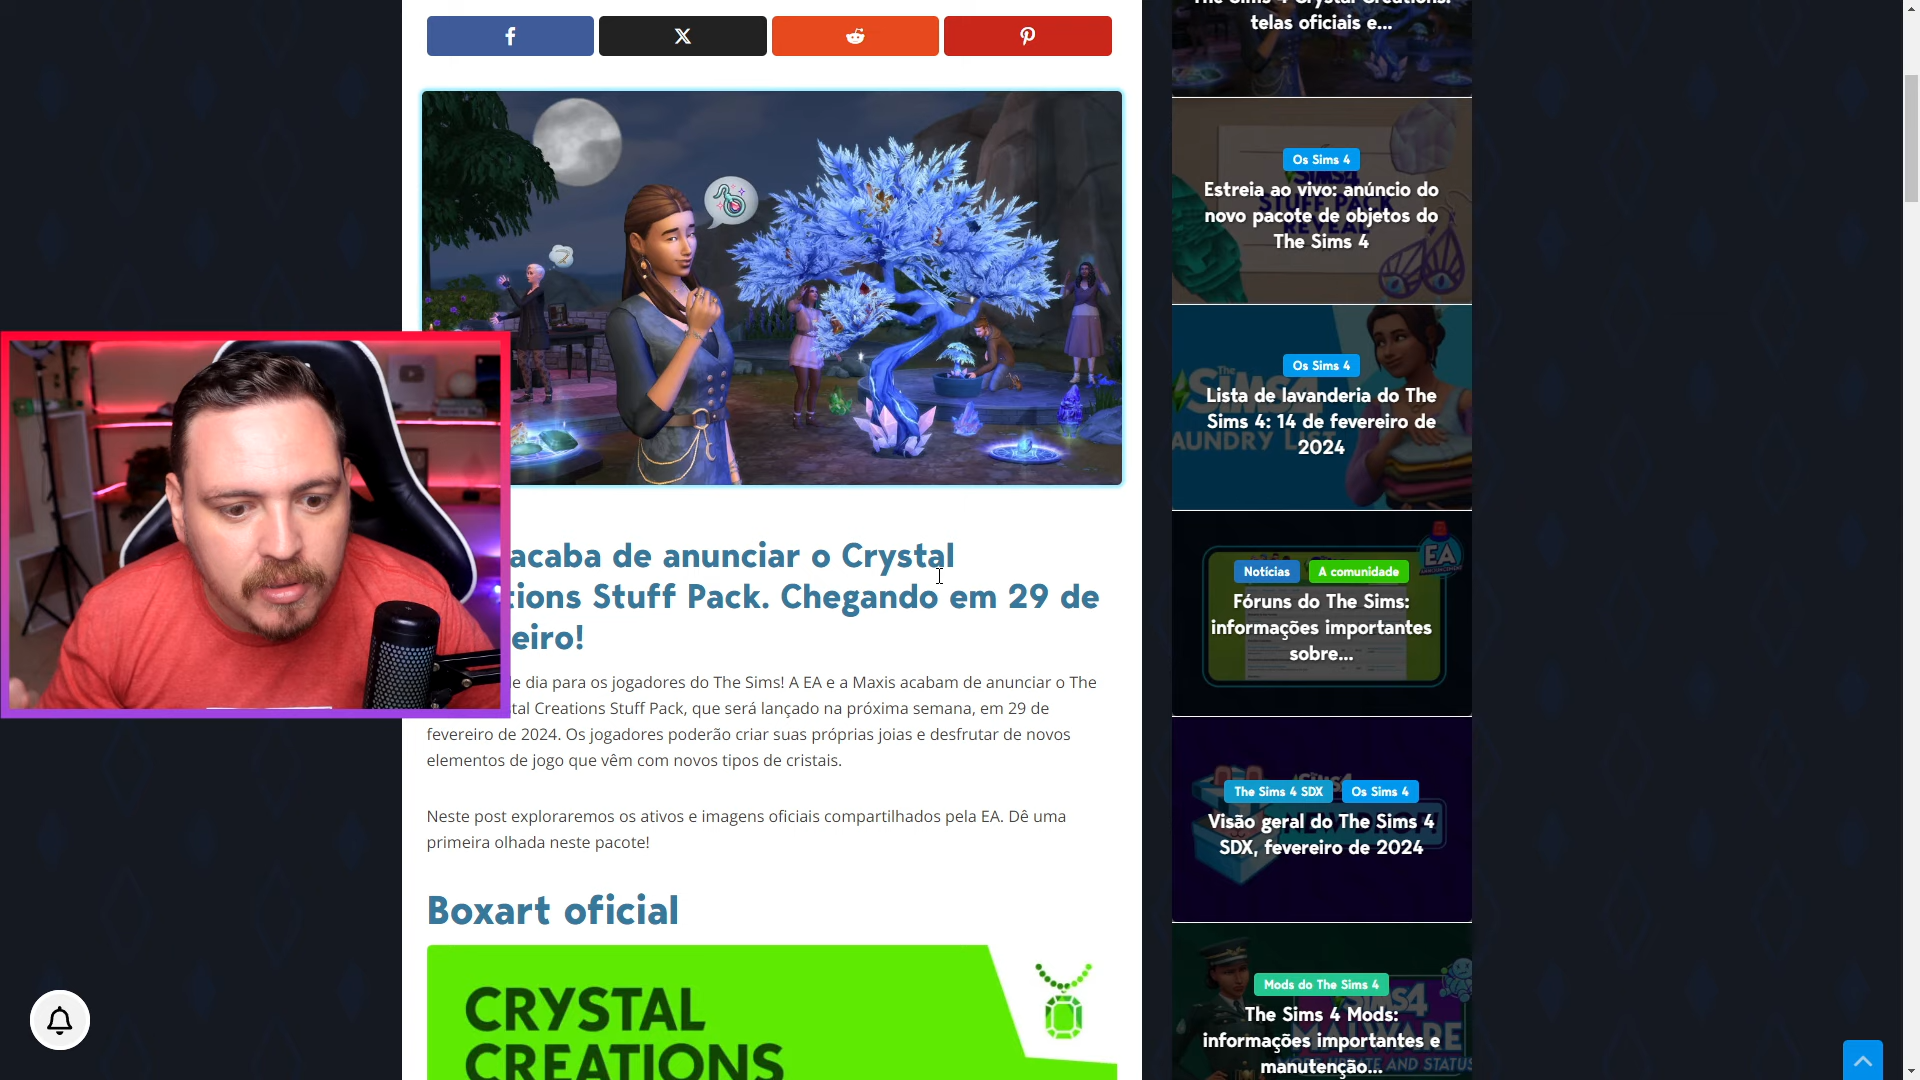 telas oficiais e...
Os Sims 4
Estreia ao vivo: anúncio do
novo pacote de objetos do
The Sims 4
Os Sims 4
Lista de lavanderia do The
Sims 4: 14 de fevereiro de
2024
Notícias
A comunidade
Fóruns do The Sims:
informações importantes
sobre...
The Sims 4 SDX
Os Sims 4
Visão geral do The Sims 4
SDX, fevereiro de 2024
Mods do The Sims 4
The Sims 4 Mods:
informações importantes e
manutenção...
acaba de anunciar o Crystal
tions Stuff Pack. Chegando em 29 de
eiro!
e dia para os jogadores do The Sims! A EA e a Maxis acabam de anunciar o The
tal Creations Stuff Pack, que será lançado na próxima semana, em 29 de
fevereiro de 2024. Os jogadores poderão criar suas próprias joias e desfrutar de novos
elementos de jogo que vêm com novos tipos de cristais.
Neste post exploraremos os ativos e imagens oficiais compartilhados pela EA. Dê uma
primeira olhada neste pacote!
Boxart oficial
CRYSTAL
CREATIONS